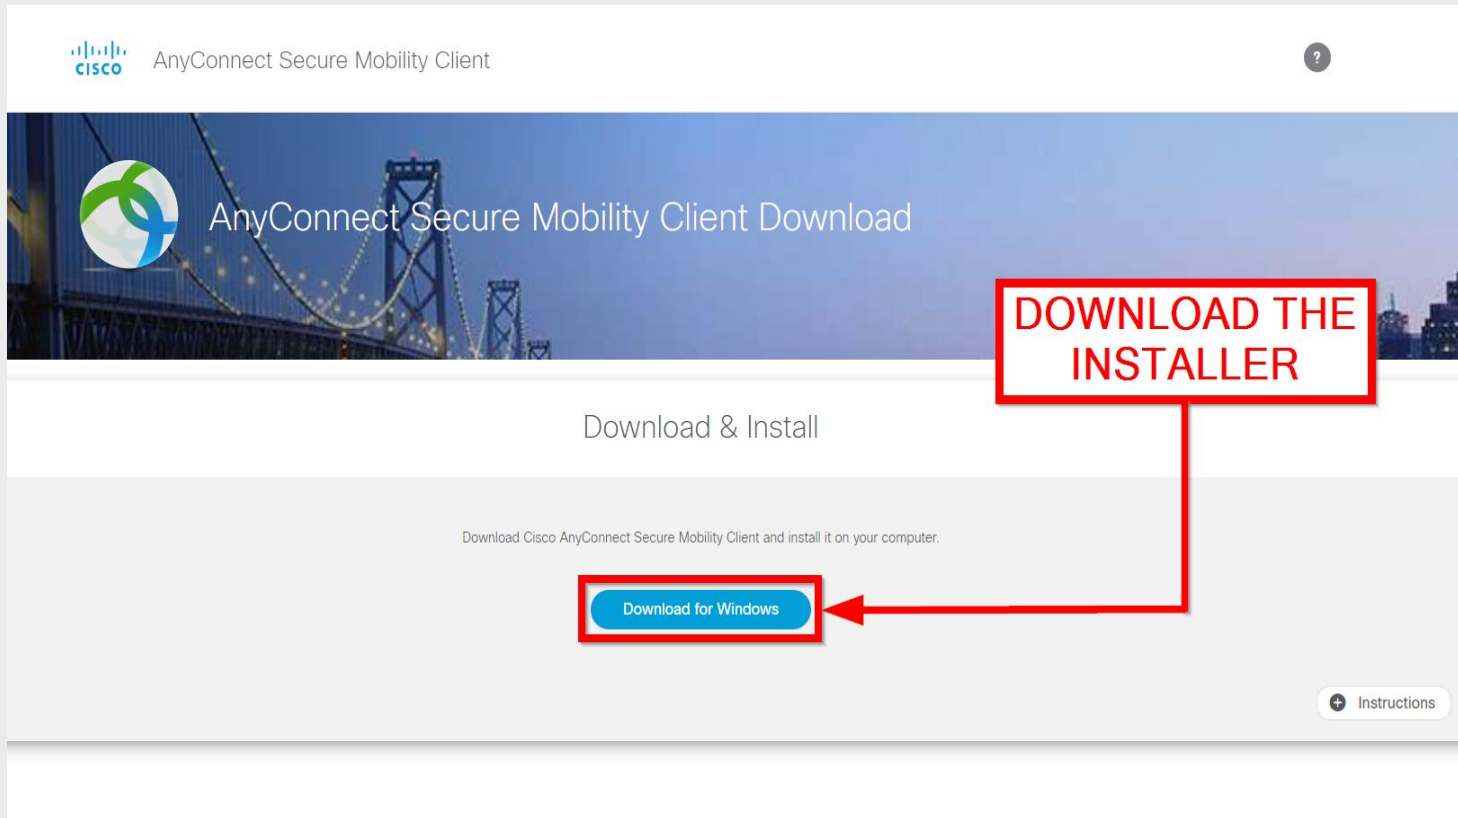 CISCO
AnyConnect Secure Mobility Client
?
AnyConnect Secure Mobility Client Download
DOWNLOAD THE
INSTALLER
Download & Install
Download Cisco AnyConnect Secure Mobility Client and install it on your computer.
Download for Windows
Instructions